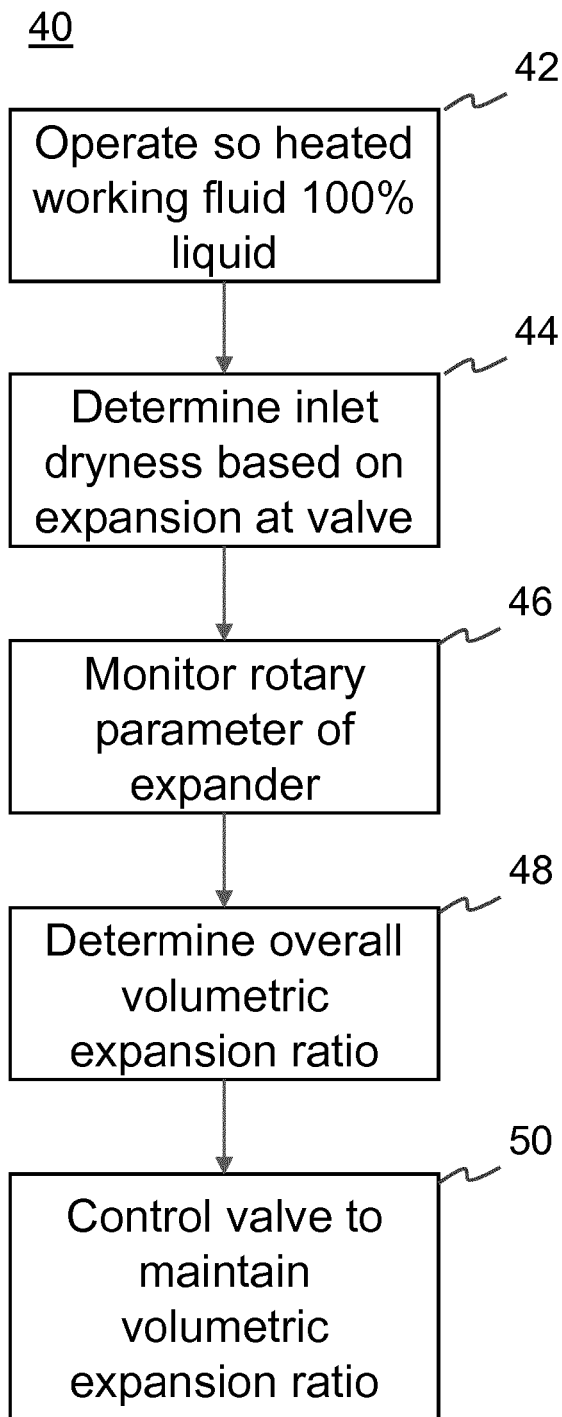 40
42
Operate so heated
working fluid 100%
liquid
44
Determine inlet
dryness based on
expansion at valve
46
Monitor rotary
parameter of
expander
48
Determine overall
volumetric
expansion ratio
50
Control valve to
maintain
volumetric
expansion ratio